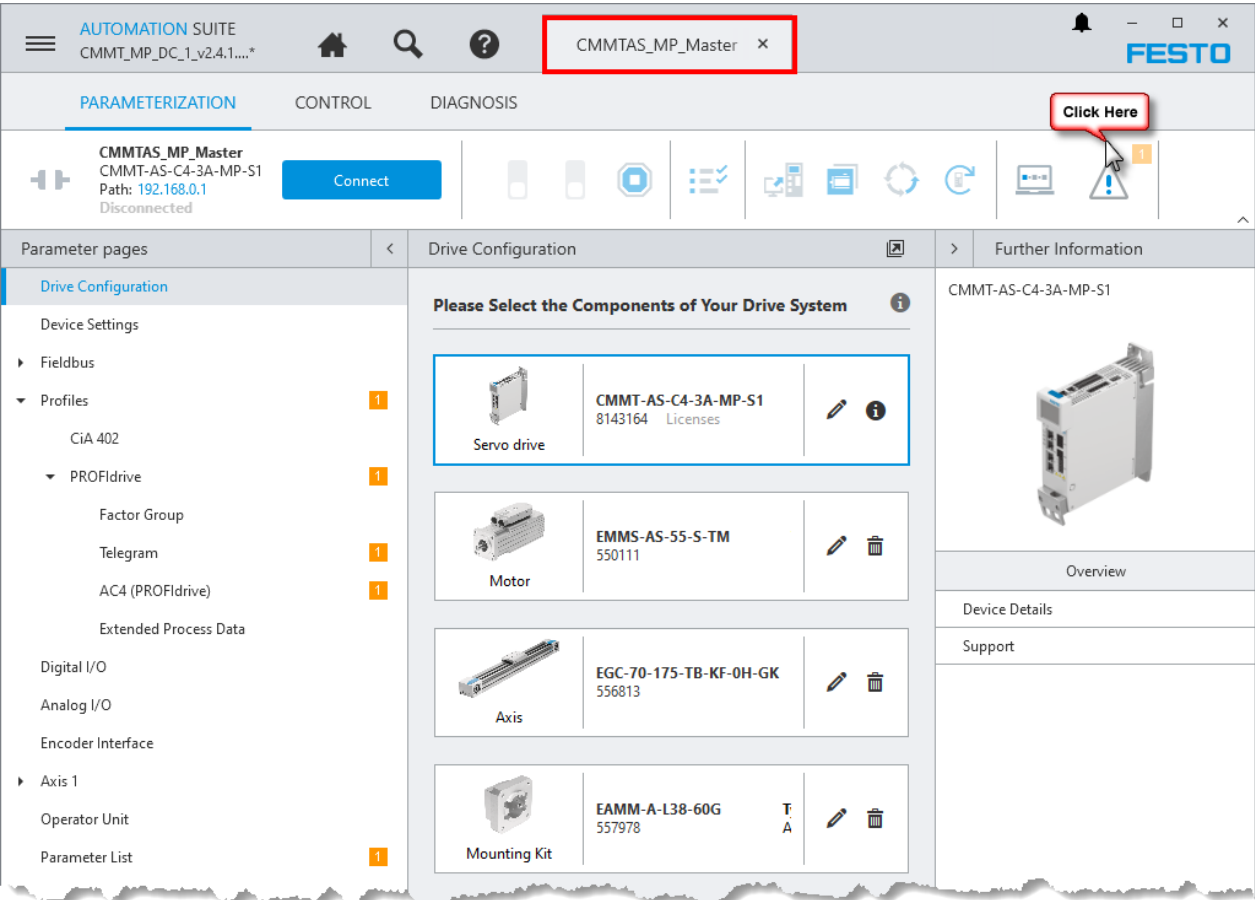 AUTOMATION SUITE
CMMT_MP_DC_1_v2.4.1....*
CMMTAS_MP_Master
FESTO
PARAMETERIZATION
CONTROL
DIAGNOSIS
Click Here
CMMTAS_MP_Master
CMMT-AS-C4-3A-MP-S1
Path: 192.168.0.1
Disconnected
Connect
1
Parameter pages
Drive Configuration
Device Settings
Fieldbus
Profiles 1
CiA 402
PROFIdrive 1
Factor Group
Telegram 1
AC4 (PROFIdrive) 1
Extended Process Data
Digital I/O
Analog I/O
Encoder Interface
Axis 1
Operator Unit
Parameter List 1
Drive Configuration
Please Select the Components of Your Drive System
Servo drive
CMMT-AS-C4-3A-MP-S1
8143164 Licenses
Motor
EMMS-AS-55-S-TM
550111
Axis
EGC-70-175-TB-KF-0H-GK
556813
Mounting Kit
EAMM-A-L38-60G
557978
Further Information
CMMT-AS-C4-3A-MP-S1
Overview
Device Details
Support